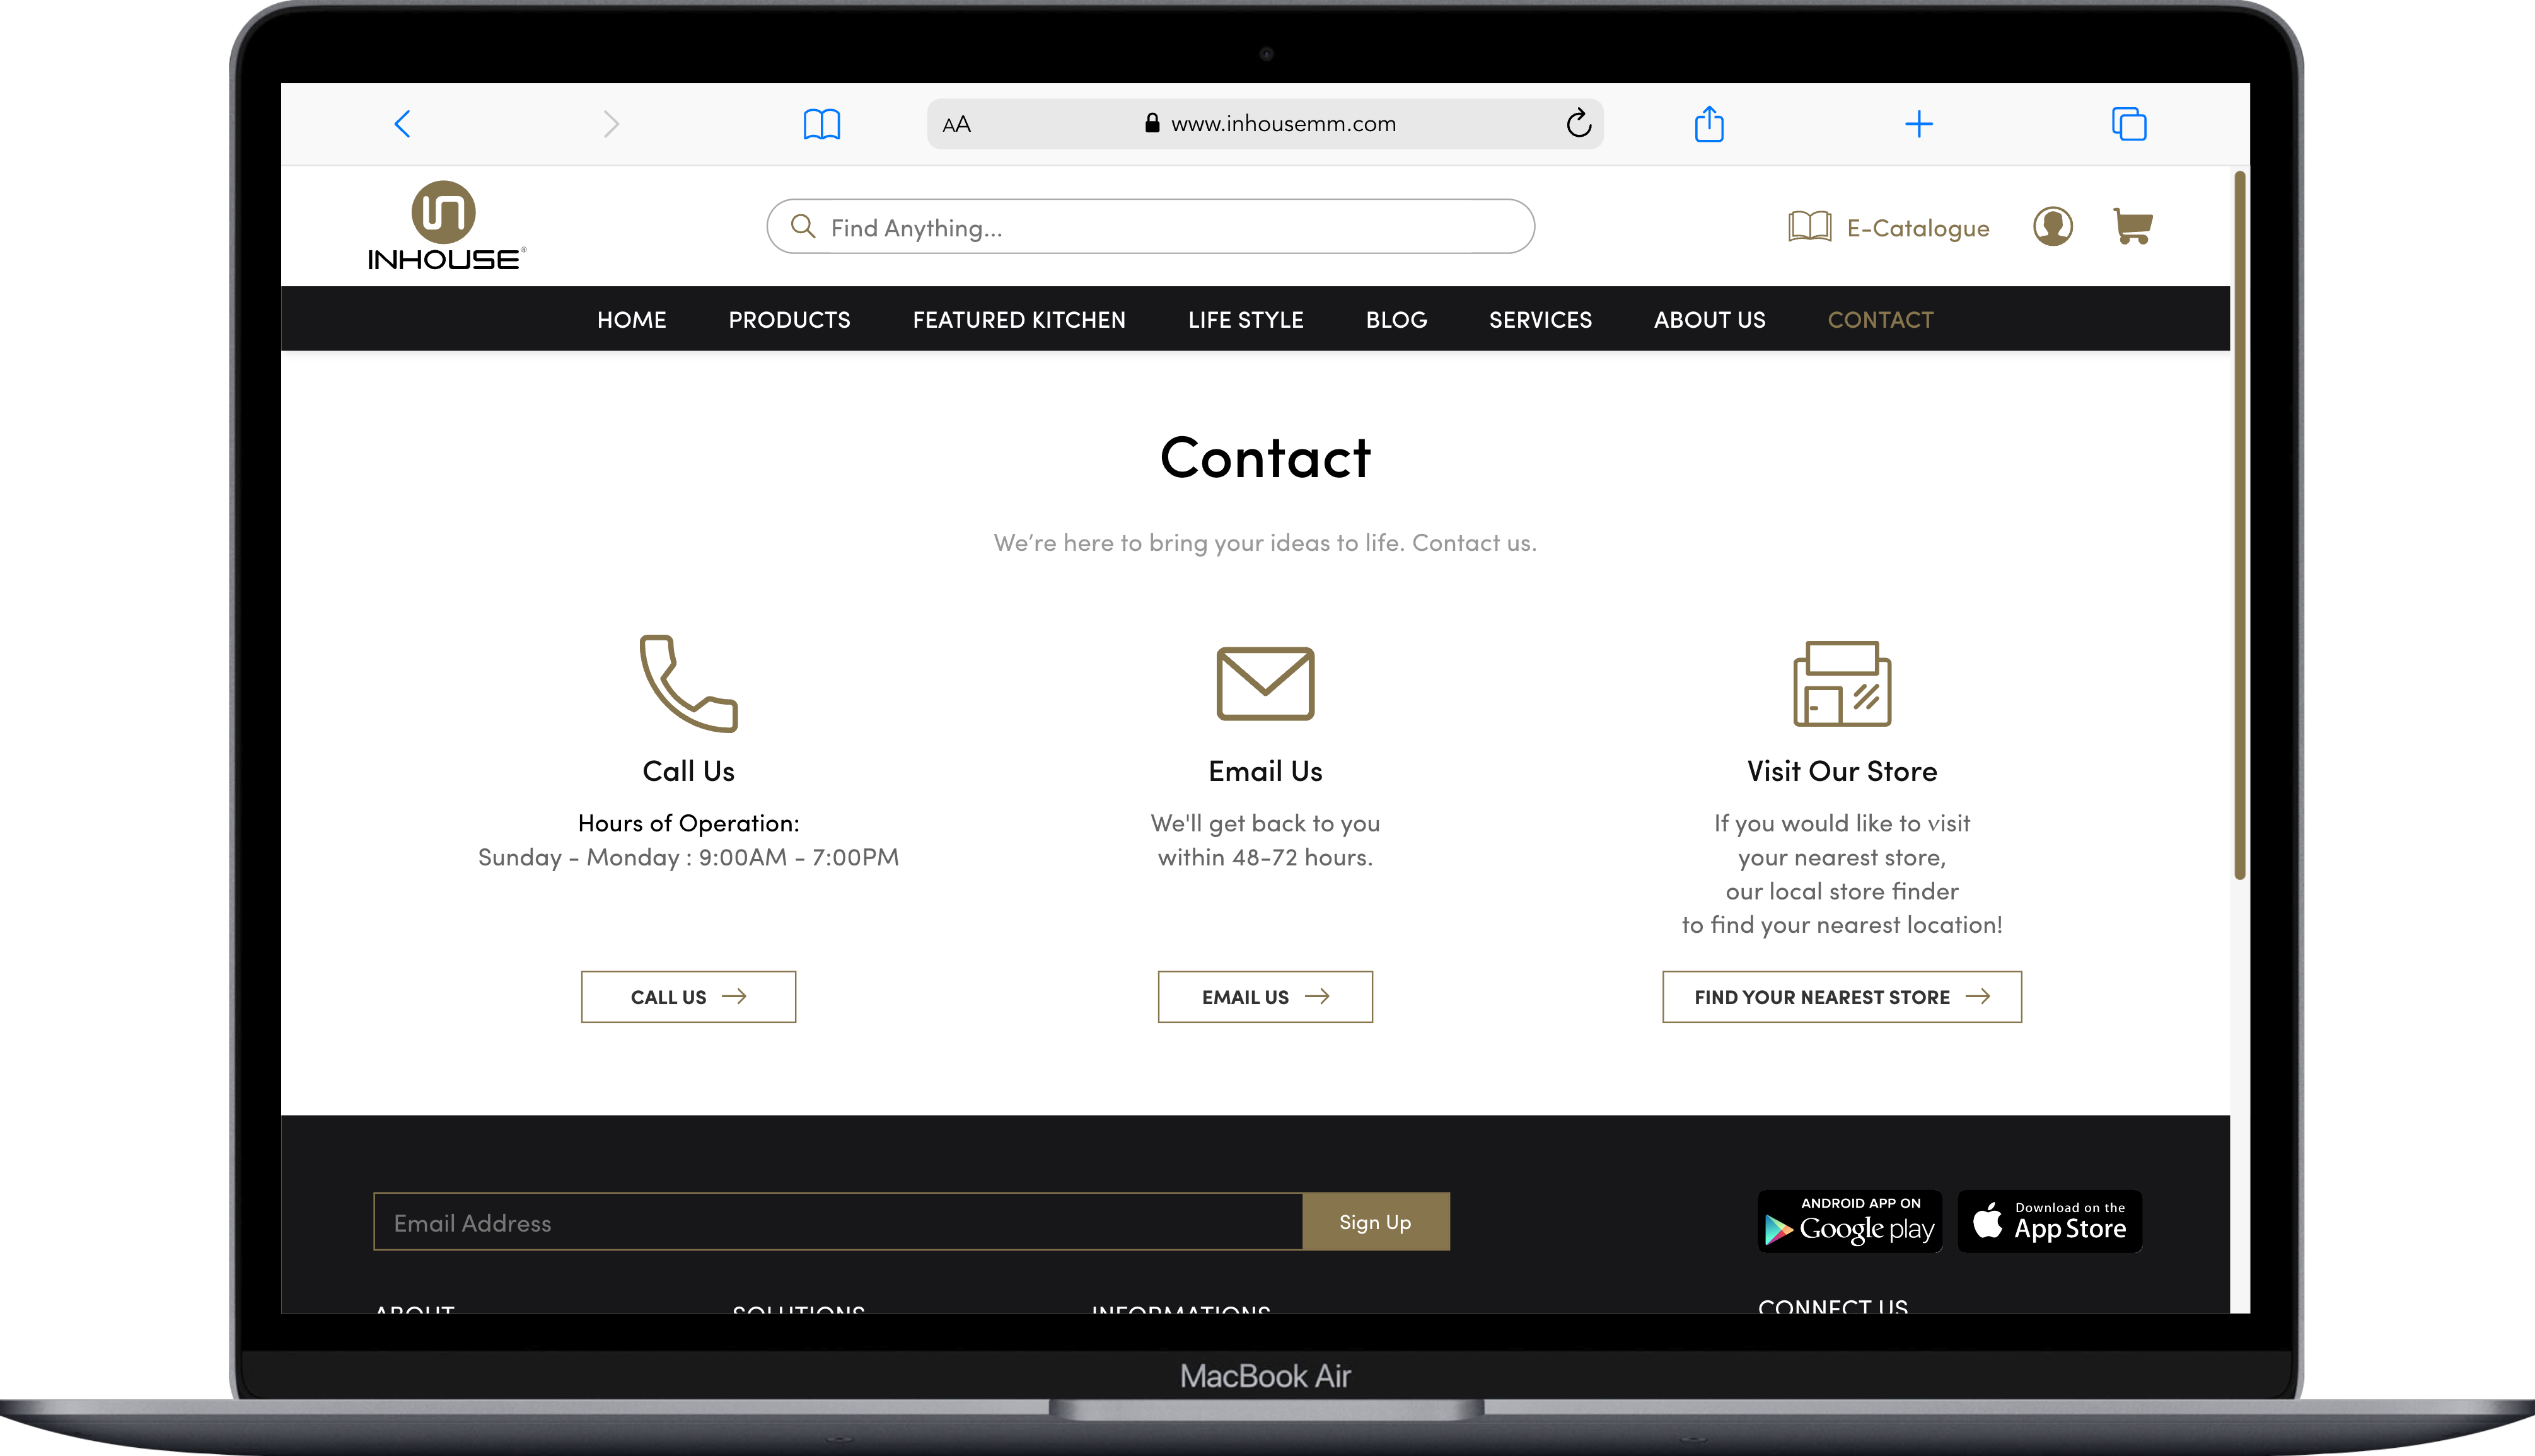 AA
www.inhousemm.com
INHOUSE®
Find Anything...
E-Catalogue
HOME PRODUCTS FEATURED KITCHEN LIFE STYLE BLOG SERVICES ABOUT US CONTACT
Contact
We're here to bring your ideas to life. Contact us.
Call Us
Hours of Operation:
Sunday - Monday : 9:00AM - 7:00PM
CALL US
Email Us
We'll get back to you
within 48-72 hours.
EMAIL US
Visit Our Store
If you would like to visit
your nearest store,
our local store finder
to find your nearest location!
FIND YOUR NEAREST STORE
Email Address
Sign Up
ANDROID APP ON
Google play
Download on the
App Store
ABOUT SOLUTIONS INFORMATIONS CONNECT US
MacBook Air